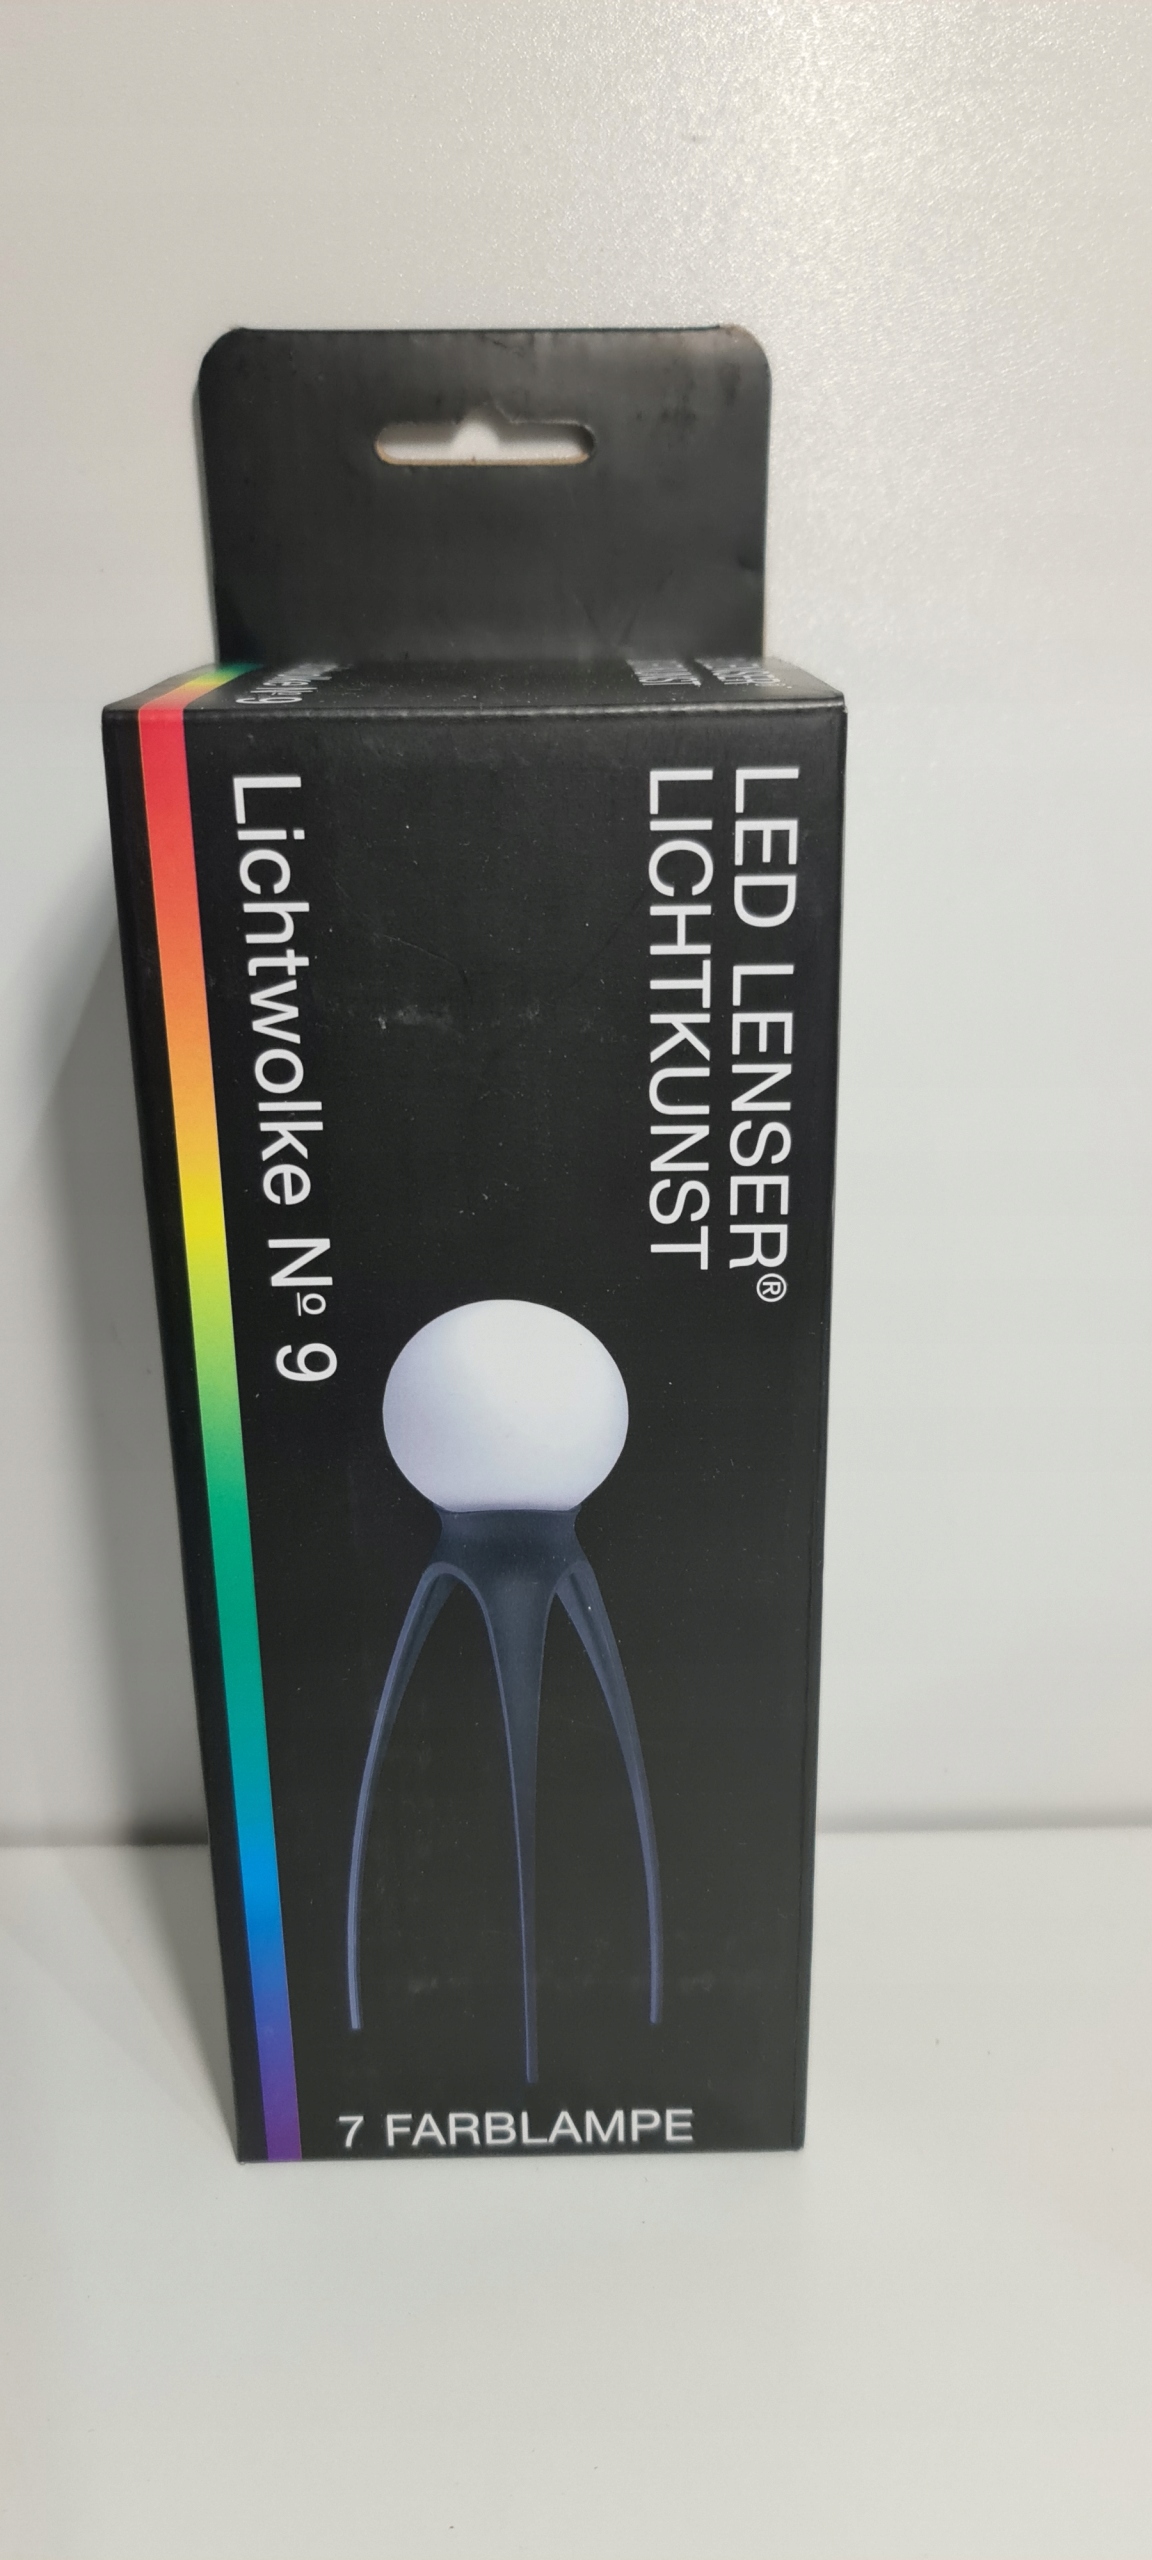 LED LENSER®
LICHTKUNST
Lichtwolke Nº 9
7 FARBLAMPE